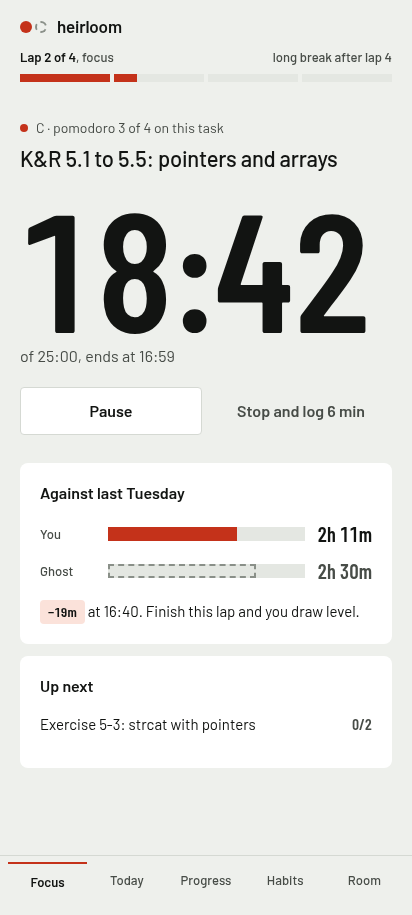 heirloom
Lap 2 of 4, focus
long break after lap 4
C · pomodoro 3 of 4 on this task
K&R 5.1 to 5.5: pointers and arrays
18:42
of 25:00, ends at 16:59
Pause
Stop and log 6 min
Against last Tuesday
You 2h 11m
Ghost 2h 30m
−19m at 16:40. Finish this lap and you draw level.
Up next
Exercise 5-3: strcat with pointers 0/2
Focus Today Progress Habits Room